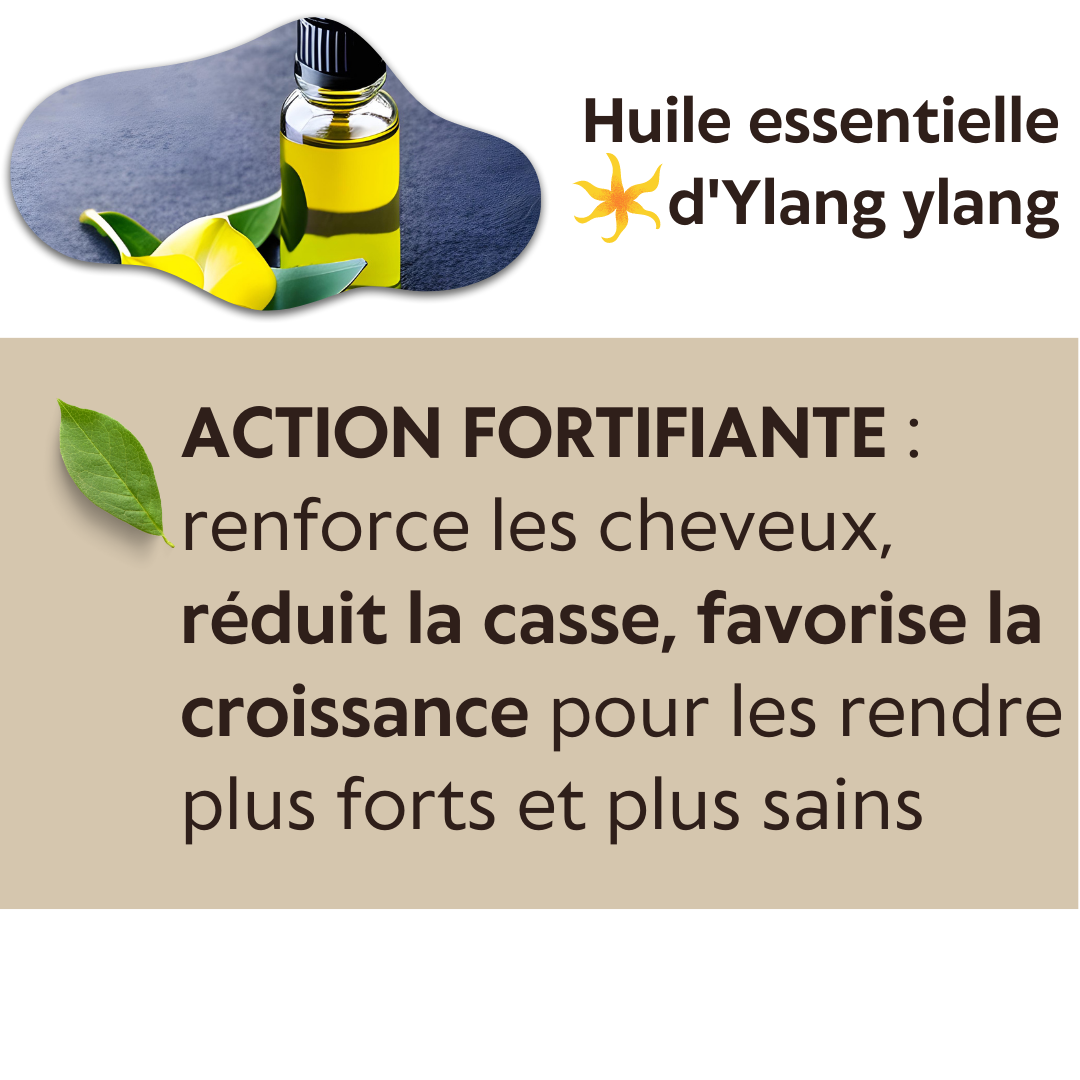 Huile essentielle
d'Ylang ylang
ACTION FORTIFIANTE :
renforce les cheveux,
réduit la casse, favorise la
croissance pour les rendre
plus forts et plus sains